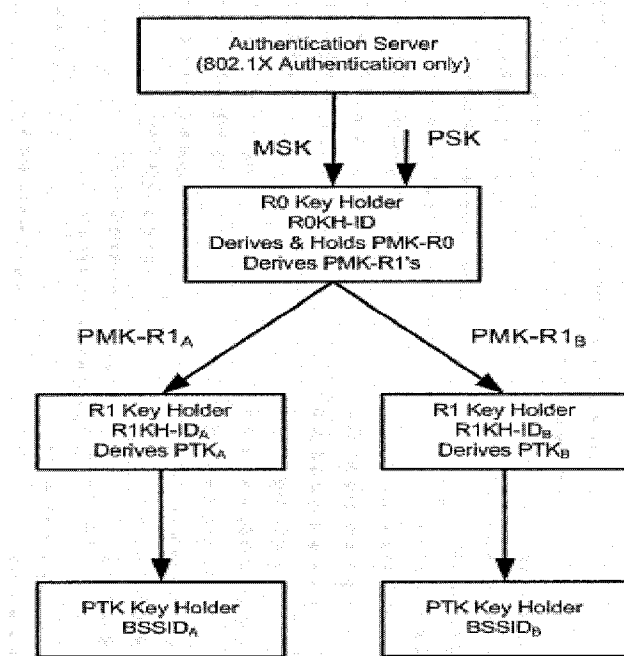 Authentication Server
(802.1X Authentication only)
MSK
PSK
R0 Key Holder
R0KH-ID
Derives & Holds PMK-R0
Derives PMK-R1's
PMK-R1A
PMK-R1B
R1 Key Holder
R1KH-IDA
Derives PTKA
R1 Key Holder
R1KH-IDB
Derives PTKB
PTK Key Holder
BSSIDA
PTK Key Holder
BSSIDB